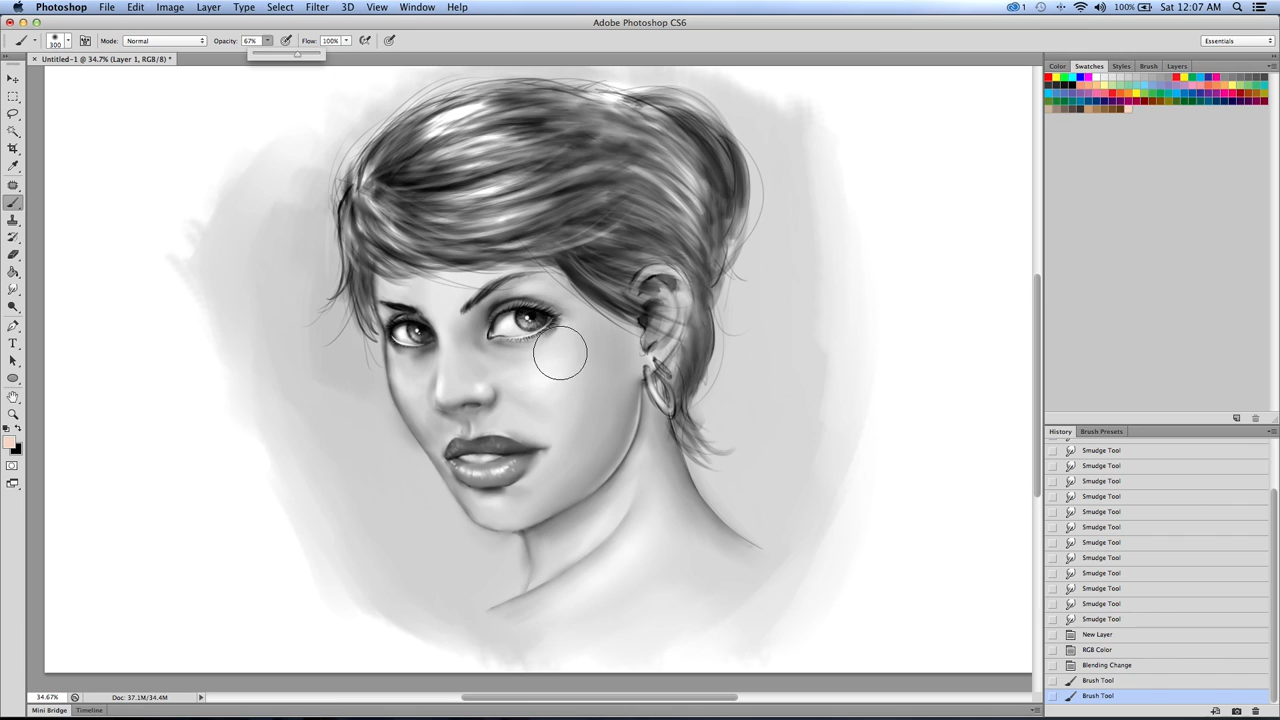 Photoshop File Edit Image Layer Type Select Filter 3D View Window Help 1 100% Sat 12:07 AM
Adobe Photoshop CS6
300 Mode: Normal Opacity: 67% Flow: 100% Essentials
× Untitled-1 @ 34.7% (Layer 1, RGB/8) *
Color Swatches Styles Brush Layers
History Brush Presets
Smudge Tool
Smudge Tool
Smudge Tool
Smudge Tool
Smudge Tool
Smudge Tool
Smudge Tool
Smudge Tool
Smudge Tool
Smudge Tool
Smudge Tool
Smudge Tool
New Layer
RGB Color
Blending Change
Brush Tool
Brush Tool
34.67% Doc: 37.1M/34.4M
Mini Bridge Timeline